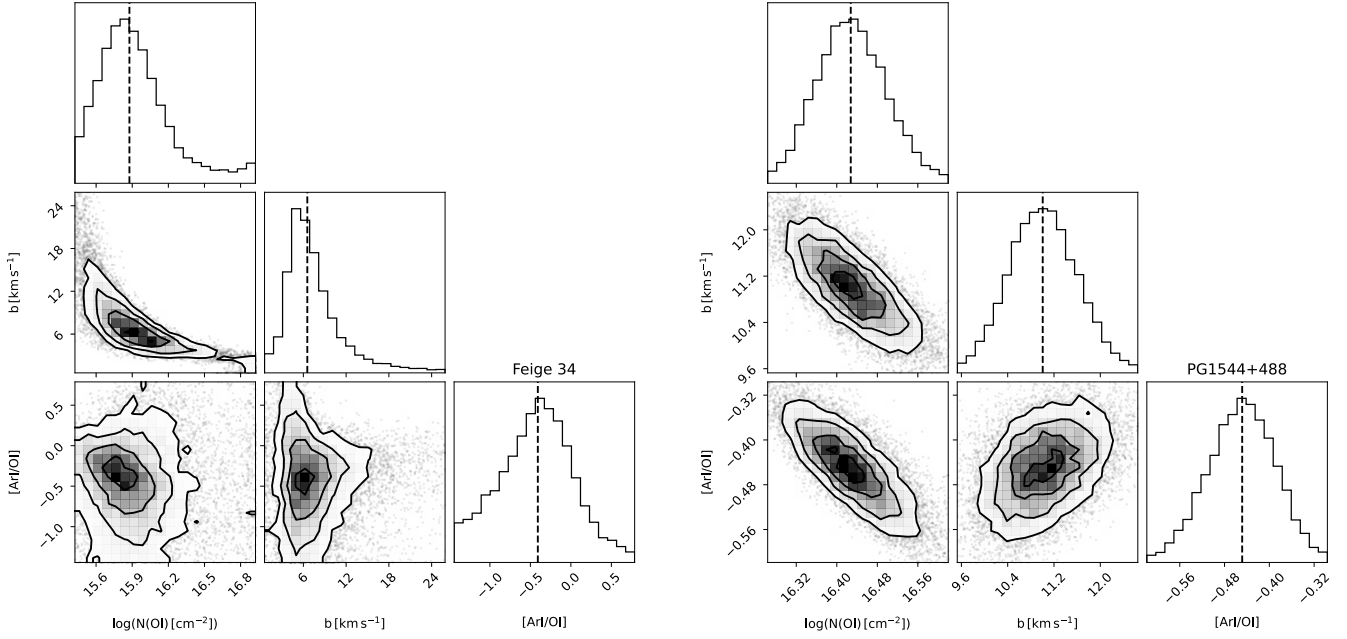 24
18
12
6
b [km s⁻¹]
12.0
11.2
10.4
9.6
b [km s⁻¹]
Feige 34
PG1544+488
0.5
0.0
−0.5
−1.0
[ArI/OI]
−0.32
−0.40
−0.48
−0.56
[ArI/OI]
15.6 15.9 16.2 16.5 16.8
6 12 18 24
−1.0 −0.5 0.0
16.32 16.40 16.48 16.56
9.6 10.4 11.2 12.0
−0.56 −0.48 −0.40 −0.32
log(N(OI) [cm⁻²])
b [km s⁻¹]
[ArI/OI]
log(N(OI) [cm⁻²])
b [km s⁻¹]
[ArI/OI]